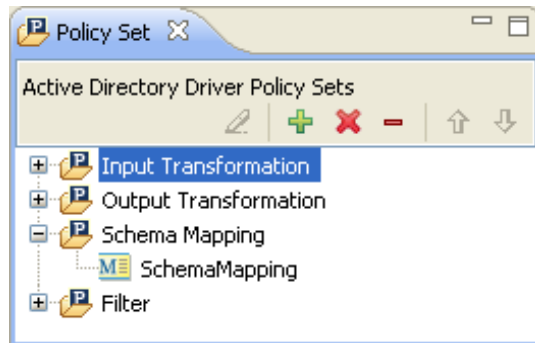 Policy Set
Active Directory Driver Policy Sets
Input Transformation
Output Transformation
Schema Mapping
SchemaMapping
Filter